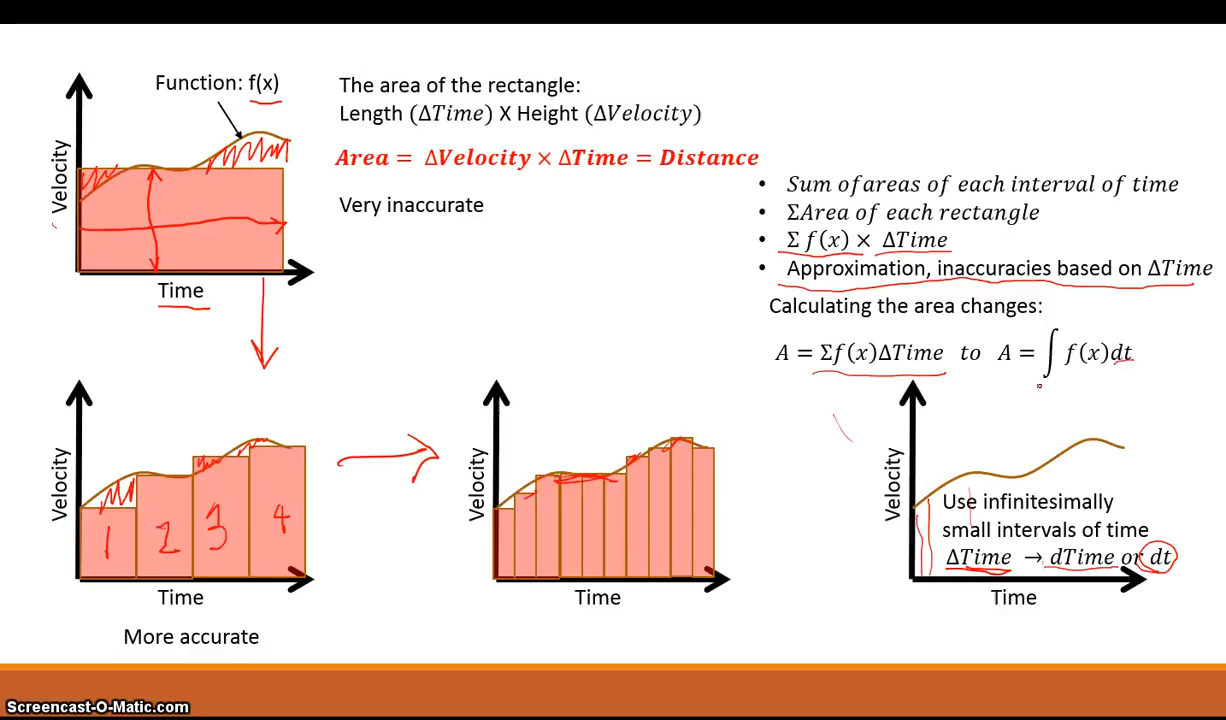 Function: f(x)
Velocity
Time
The area of the rectangle:
Length (ΔTime) X Height (ΔVelocity)
Area = ΔVelocity × ΔTime = Distance
Very inaccurate
• Sum of areas of each interval of time
• ΣArea of each rectangle
• Σ f(x) × ΔTime
• Approximation, inaccuracies based on ΔTime
Calculating the area changes:
A = Σf(x)ΔTime to A = ∫ f(x)dt
Velocity
1 2 3 4
Time
More accurate
Velocity
Time
Velocity
Use infinitesimally
small intervals of time
ΔTime → dTime or dt
Time
Screencast-O-Matic.com